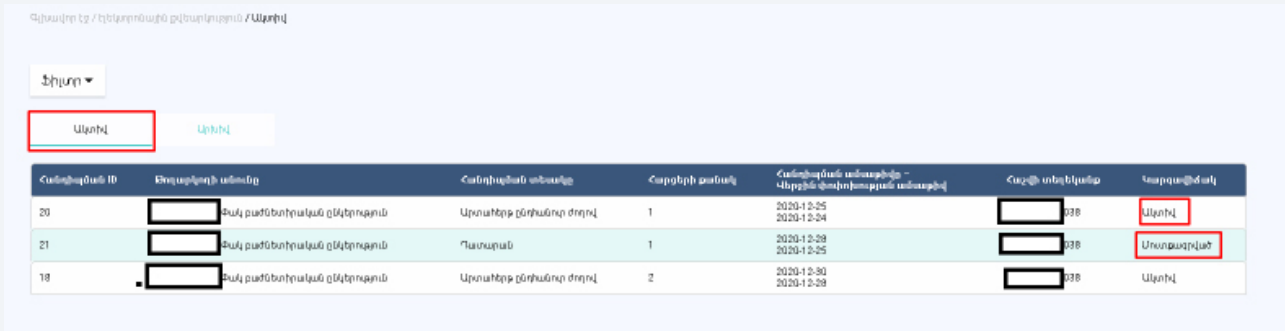 Գլխավոր էջ / Էլեկտրոնային քվեարկություն / Ակտիվ
Ֆիլտր
Ակտիվ Արխիվ
Հանդիպման ID Թողարկողի անունը Հանդիպման տեսակը Հարցերի քանակ Հանդիպման ամսաթիվը – Հաշվի տեղեկանք Կարգավիճակ
Վերջին փոփոխության ամսաթիվ
20 Փակ բաժնետիրական ընկերություն Արտահերթ ընդհանուր ժողով 1 2020-12-25 038 Ակտիվ
2020-12-24
21 Փակ բաժնետիրական ընկերություն Դատարան 1 2020-12-28 038 Մուտքագրված
2020-12-25
18 Փակ բաժնետիրական ընկերություն Արտահերթ ընդհանուր ժողով 2 2020-12-30 038 Ակտիվ
2020-12-28